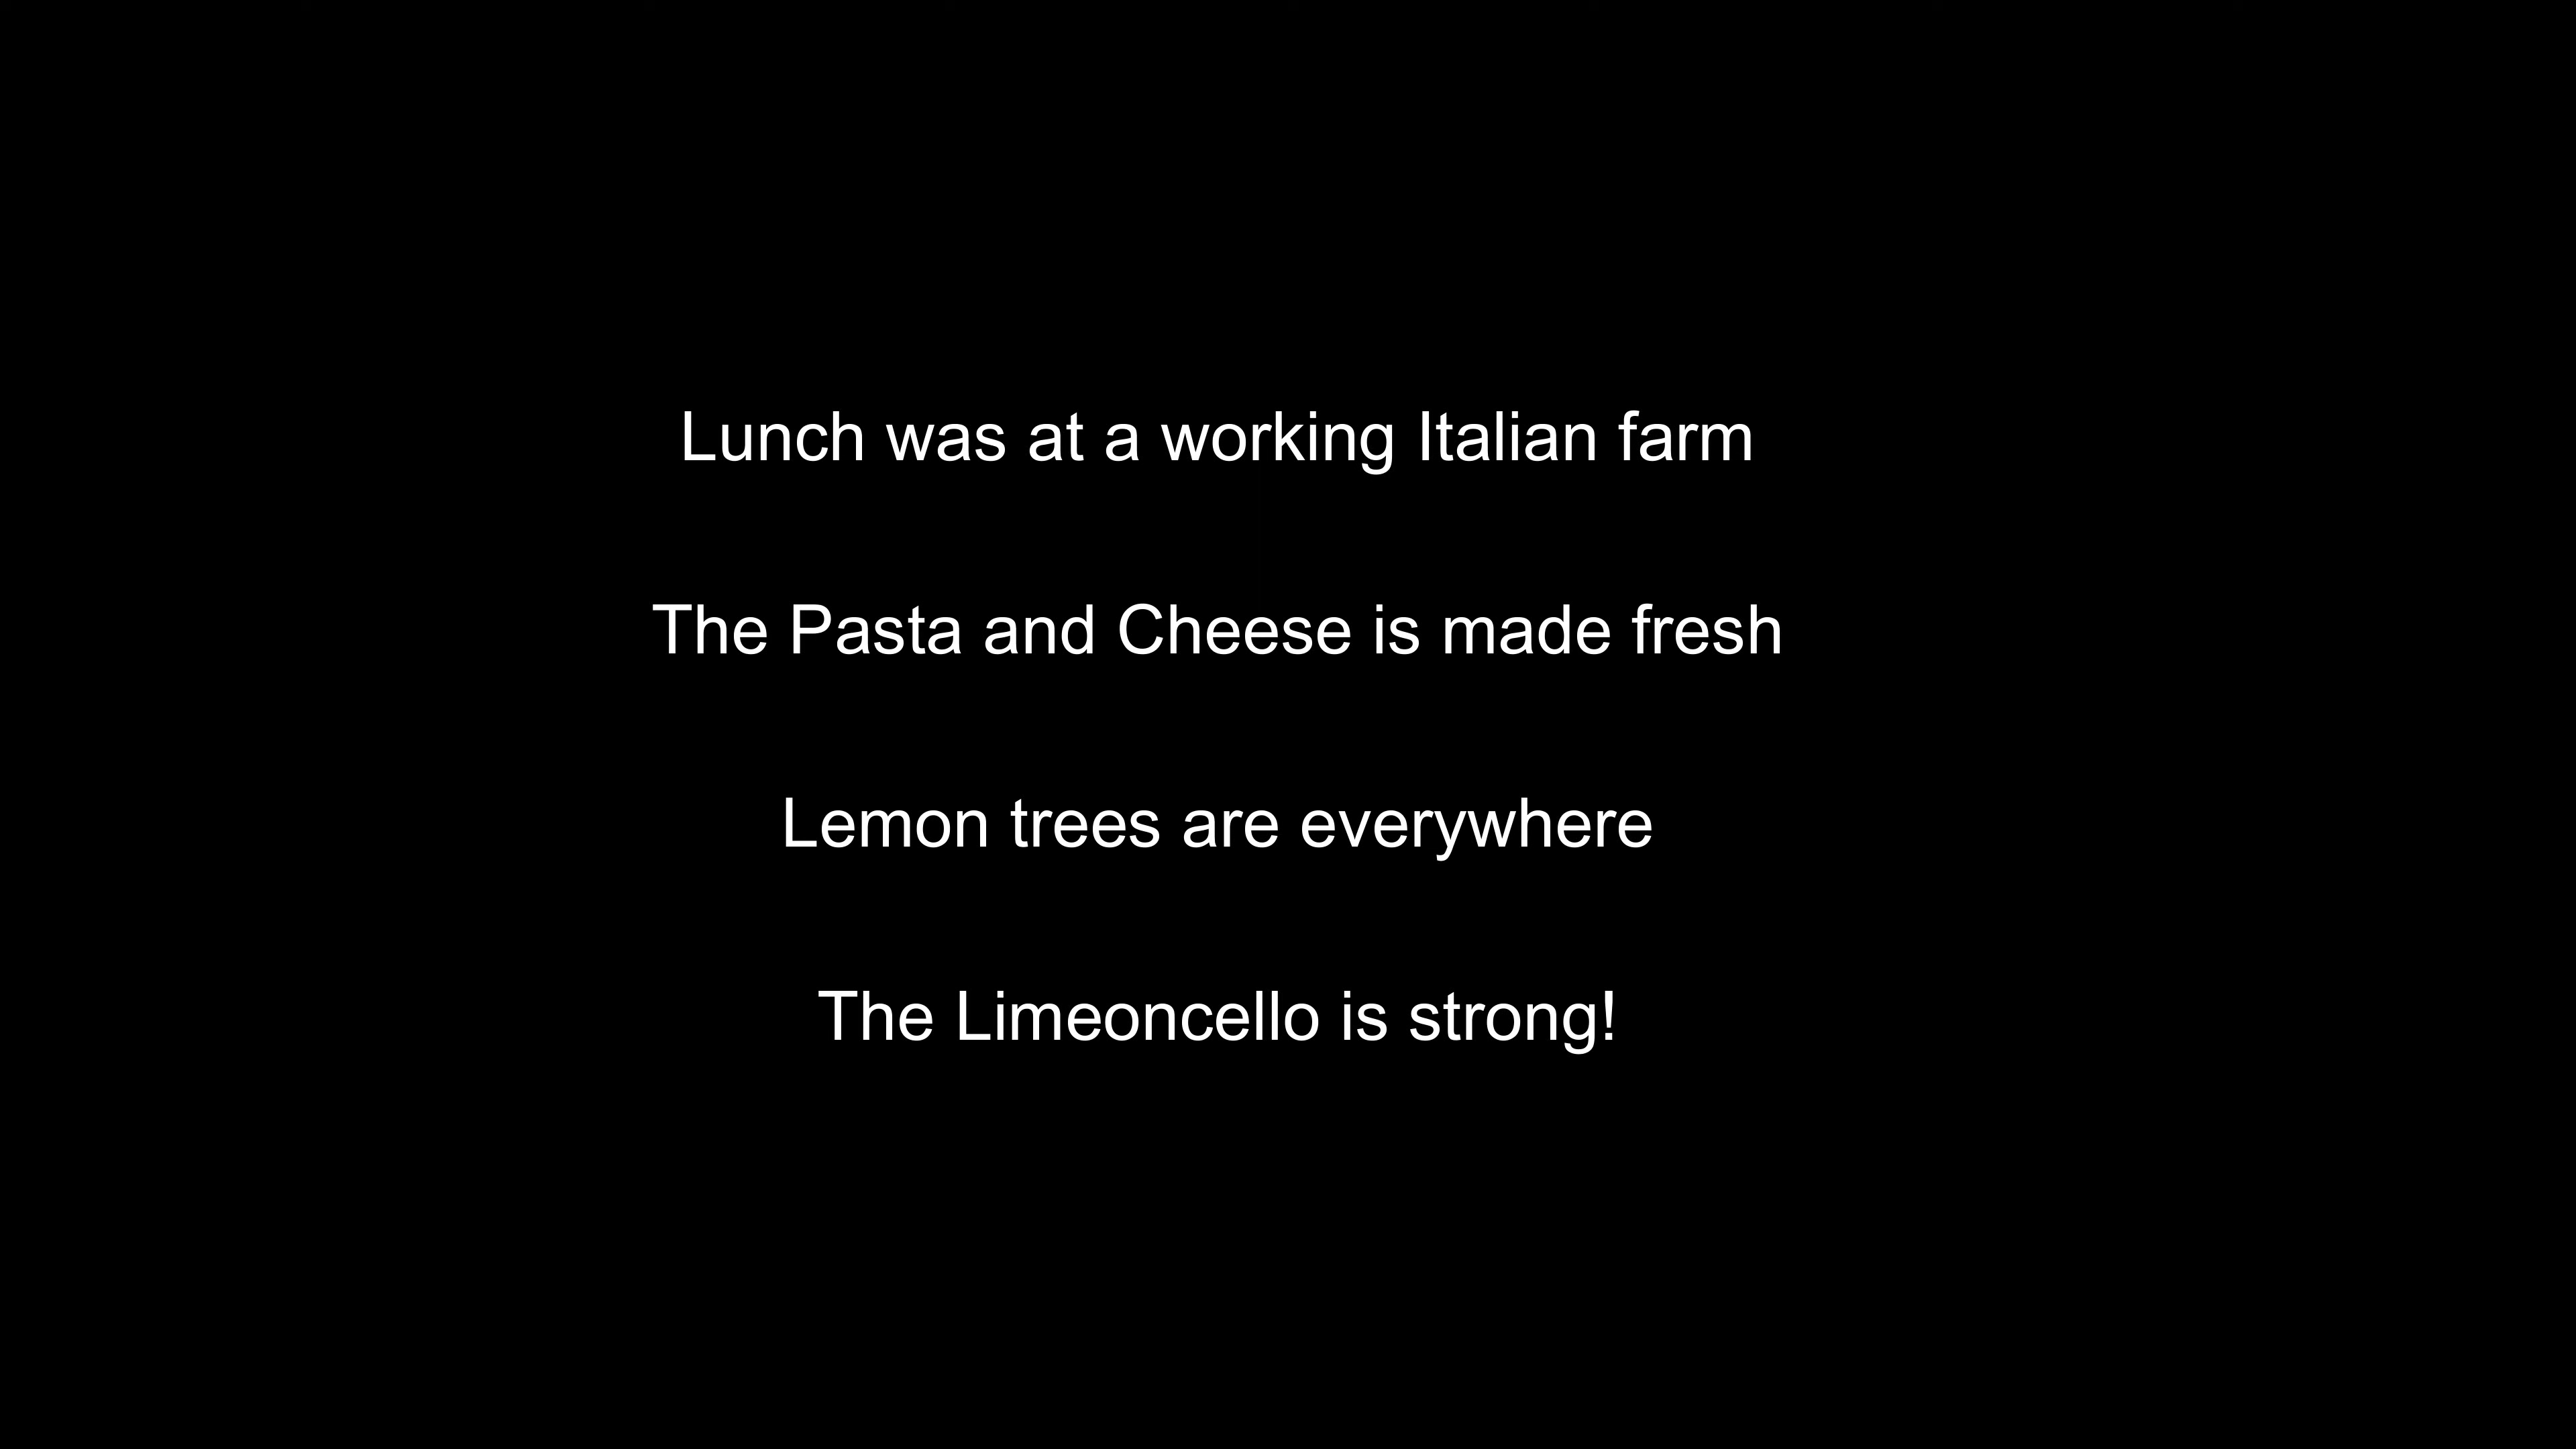 Lunch was at a working Italian farm
The Pasta and Cheese is made fresh
Lemon trees are everywhere
The Limeoncello is strong!